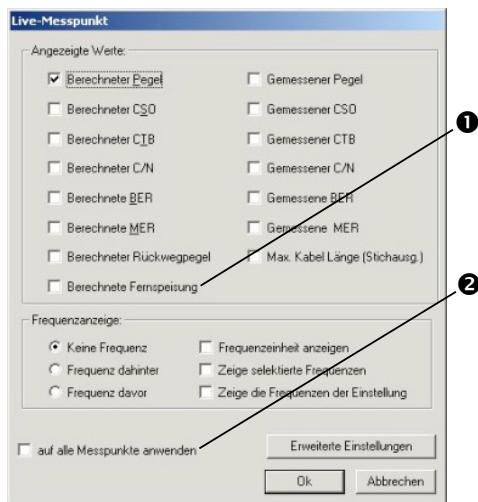 Live-Messpunkt
Angezeigte Werte:
Berechneter Pegel
Gemessener Pegel
Berechneter CSO
Gemessener CSO
Berechneter CTB
Gemessener CTB
Berechneter C/N
Gemessener C/N
Berechnete BER
Gemessene BER
Berechnete MER
Gemessene MER
Berechneter Rückwegpegel
Max. Kabel Länge (Stichausg.)
Berechnete Fernspeisung
❶
❷
Frequenzanzeige:
Keine Frequenz
Frequenzeinheit anzeigen
Frequenz dahinter
Zeige selektierte Frequenzen
Frequenz davor
Zeige die Frequenzen der Einstellung
auf alle Messpunkte anwenden
Erweiterte Einstellungen
Ok
Abbrechen